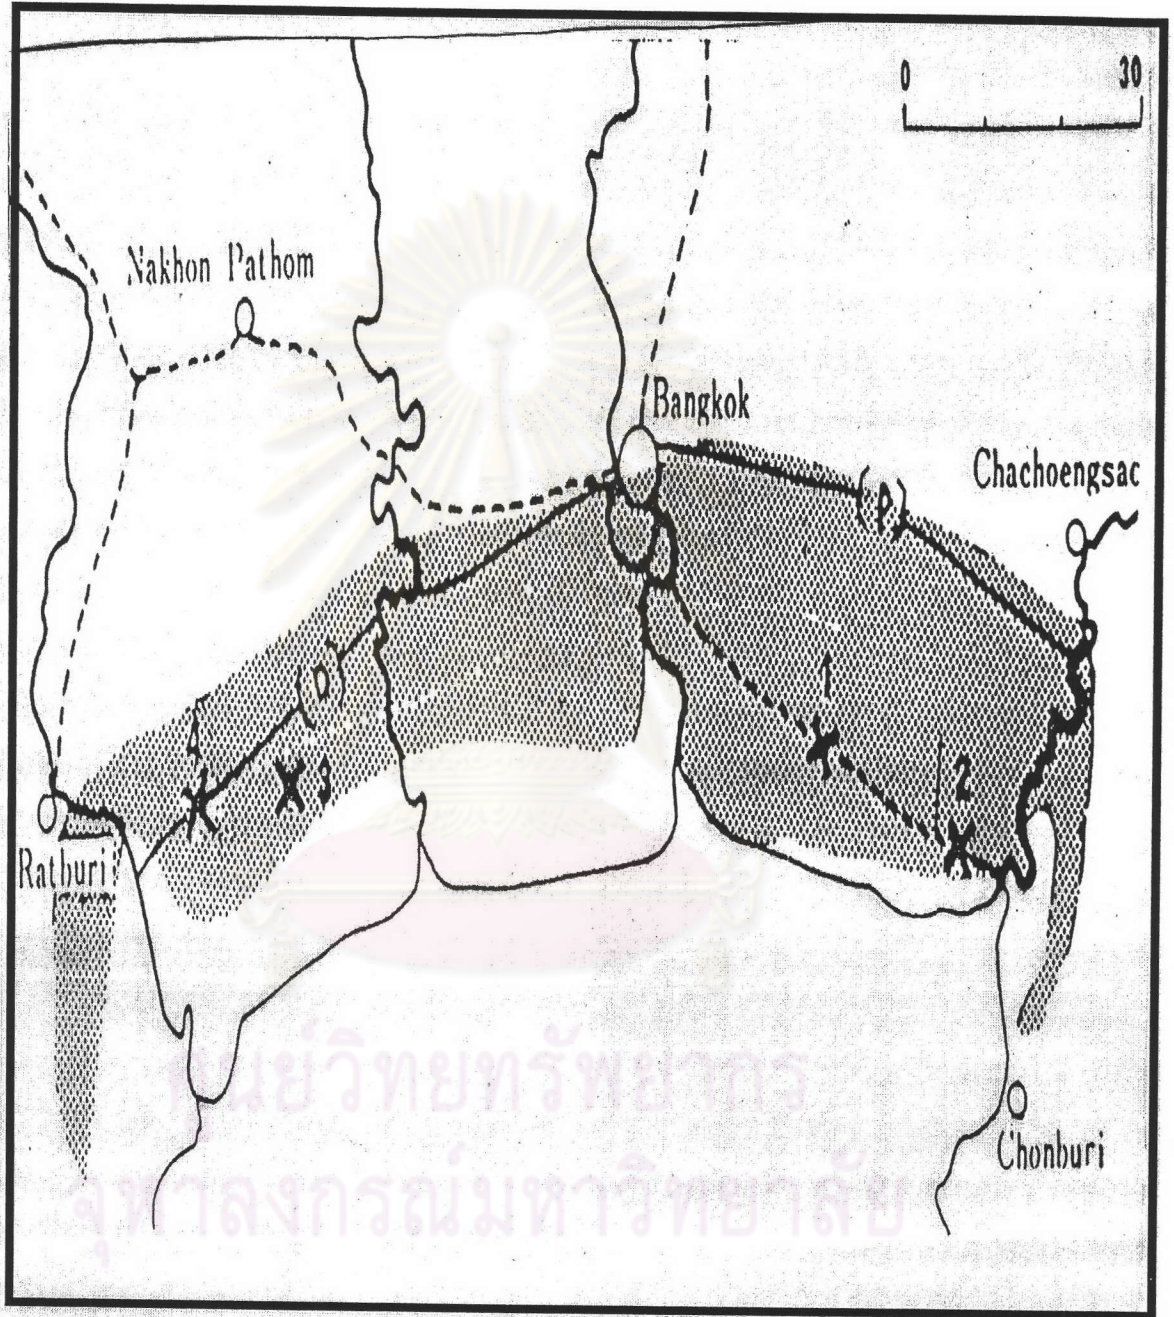 0 30
Nakhon Pathom
Bangkok
Chachoengsac
(P)
1
(D)
4
3
2
Ratburi
ศูนย์วิทยทรัพยากร
Chonburi
จุฬาลงกรณ์มหาวิทยาลัย